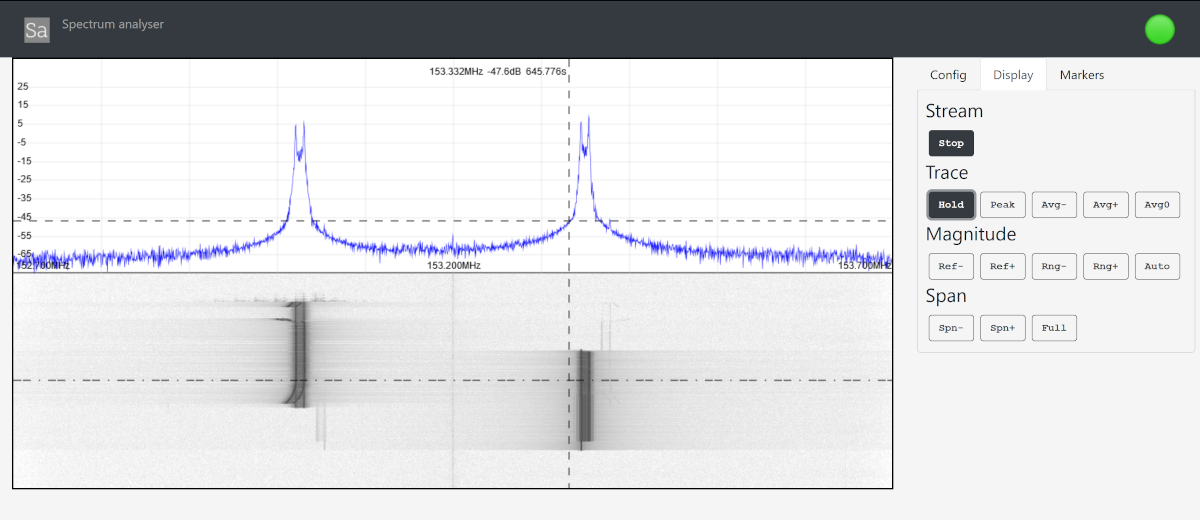 Sa Spectrum analyser
153.332MHz -47.6dB 645.776s
25
15
5
-5
-15
-25
-35
-45
-55
-65
152.700MHz 153.200MHz 153.700MHz
Config Display Markers
Stream
Stop
Trace
Hold Peak Avg- Avg+ Avg0
Magnitude
Ref- Ref+ Rng- Rng+ Auto
Span
Spn- Spn+ Full